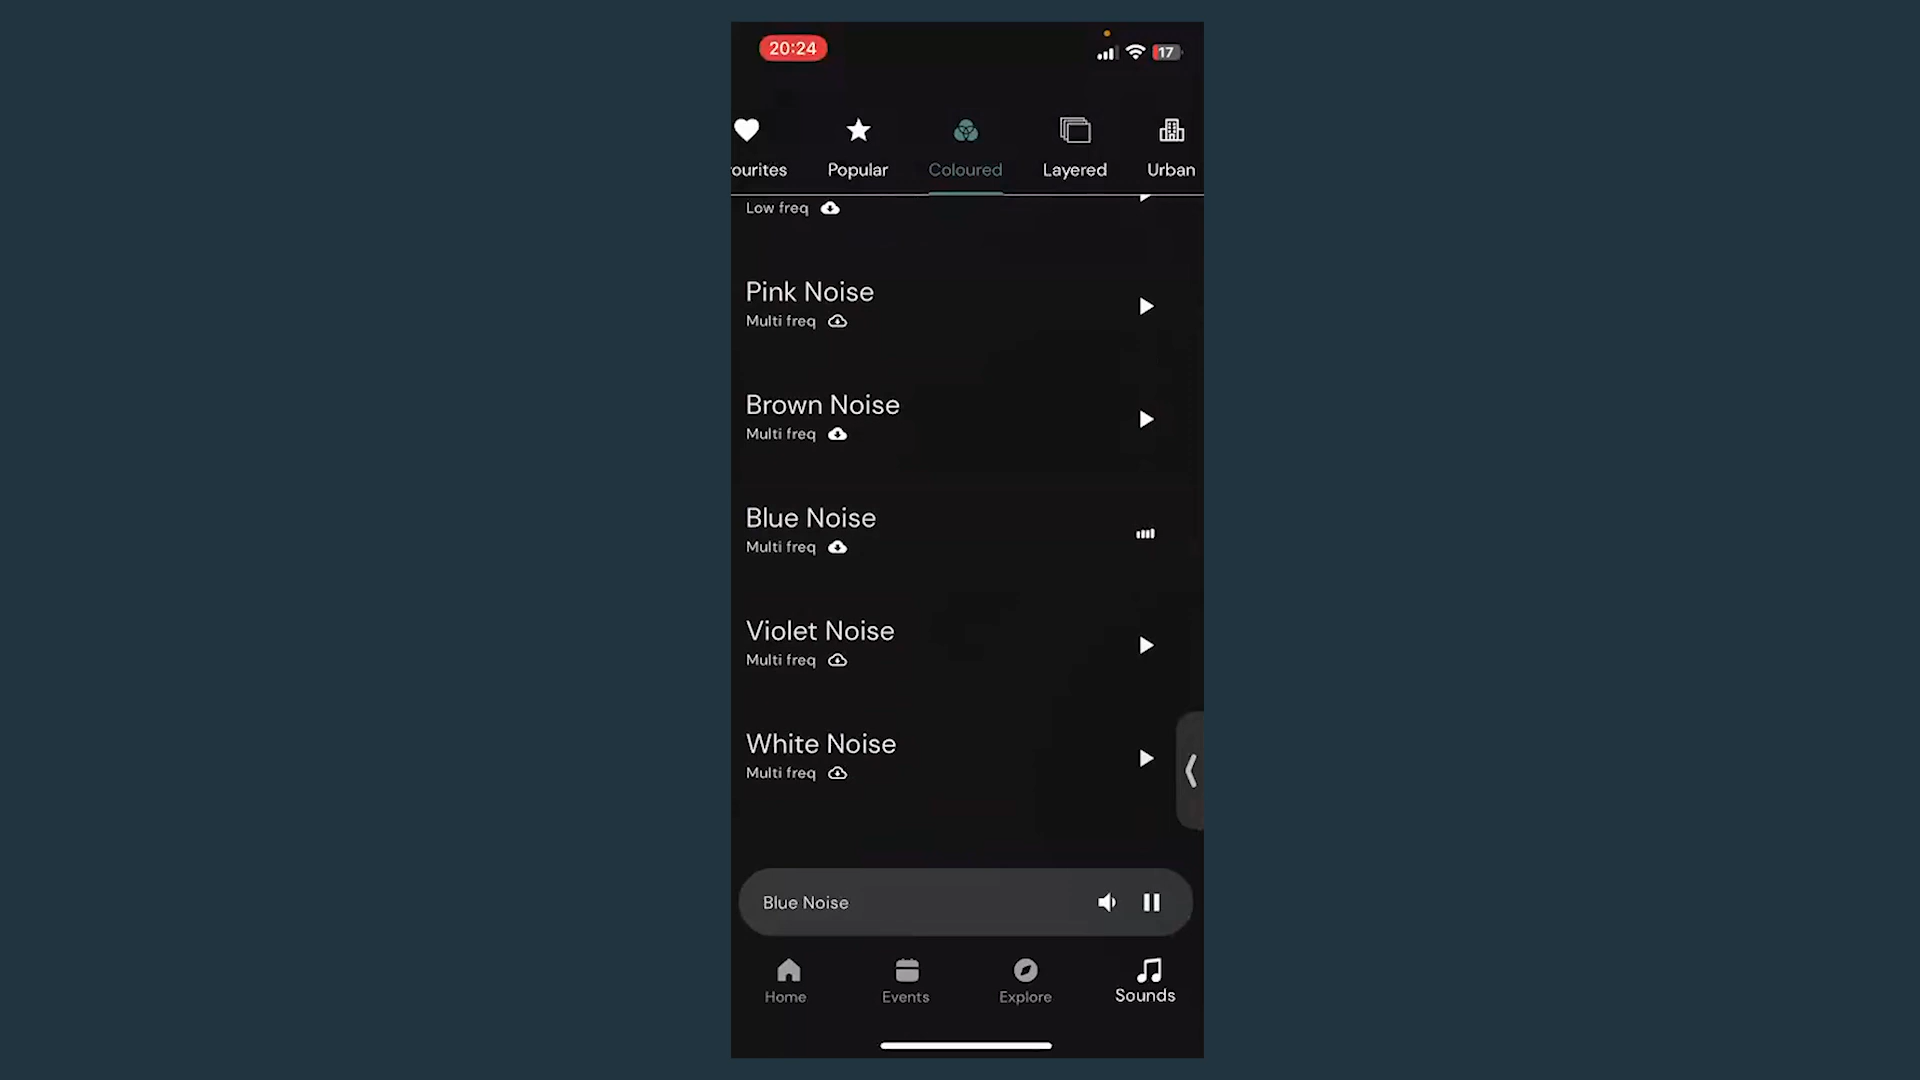 20:24
17
ourites
Popular
Coloured
Layered
Urban
Low freq
Pink Noise
Multi freq
Brown Noise
Multi freq
Blue Noise
Multi freq
Violet Noise
Multi freq
White Noise
Multi freq
Blue Noise
Home
Events
Explore
Sounds